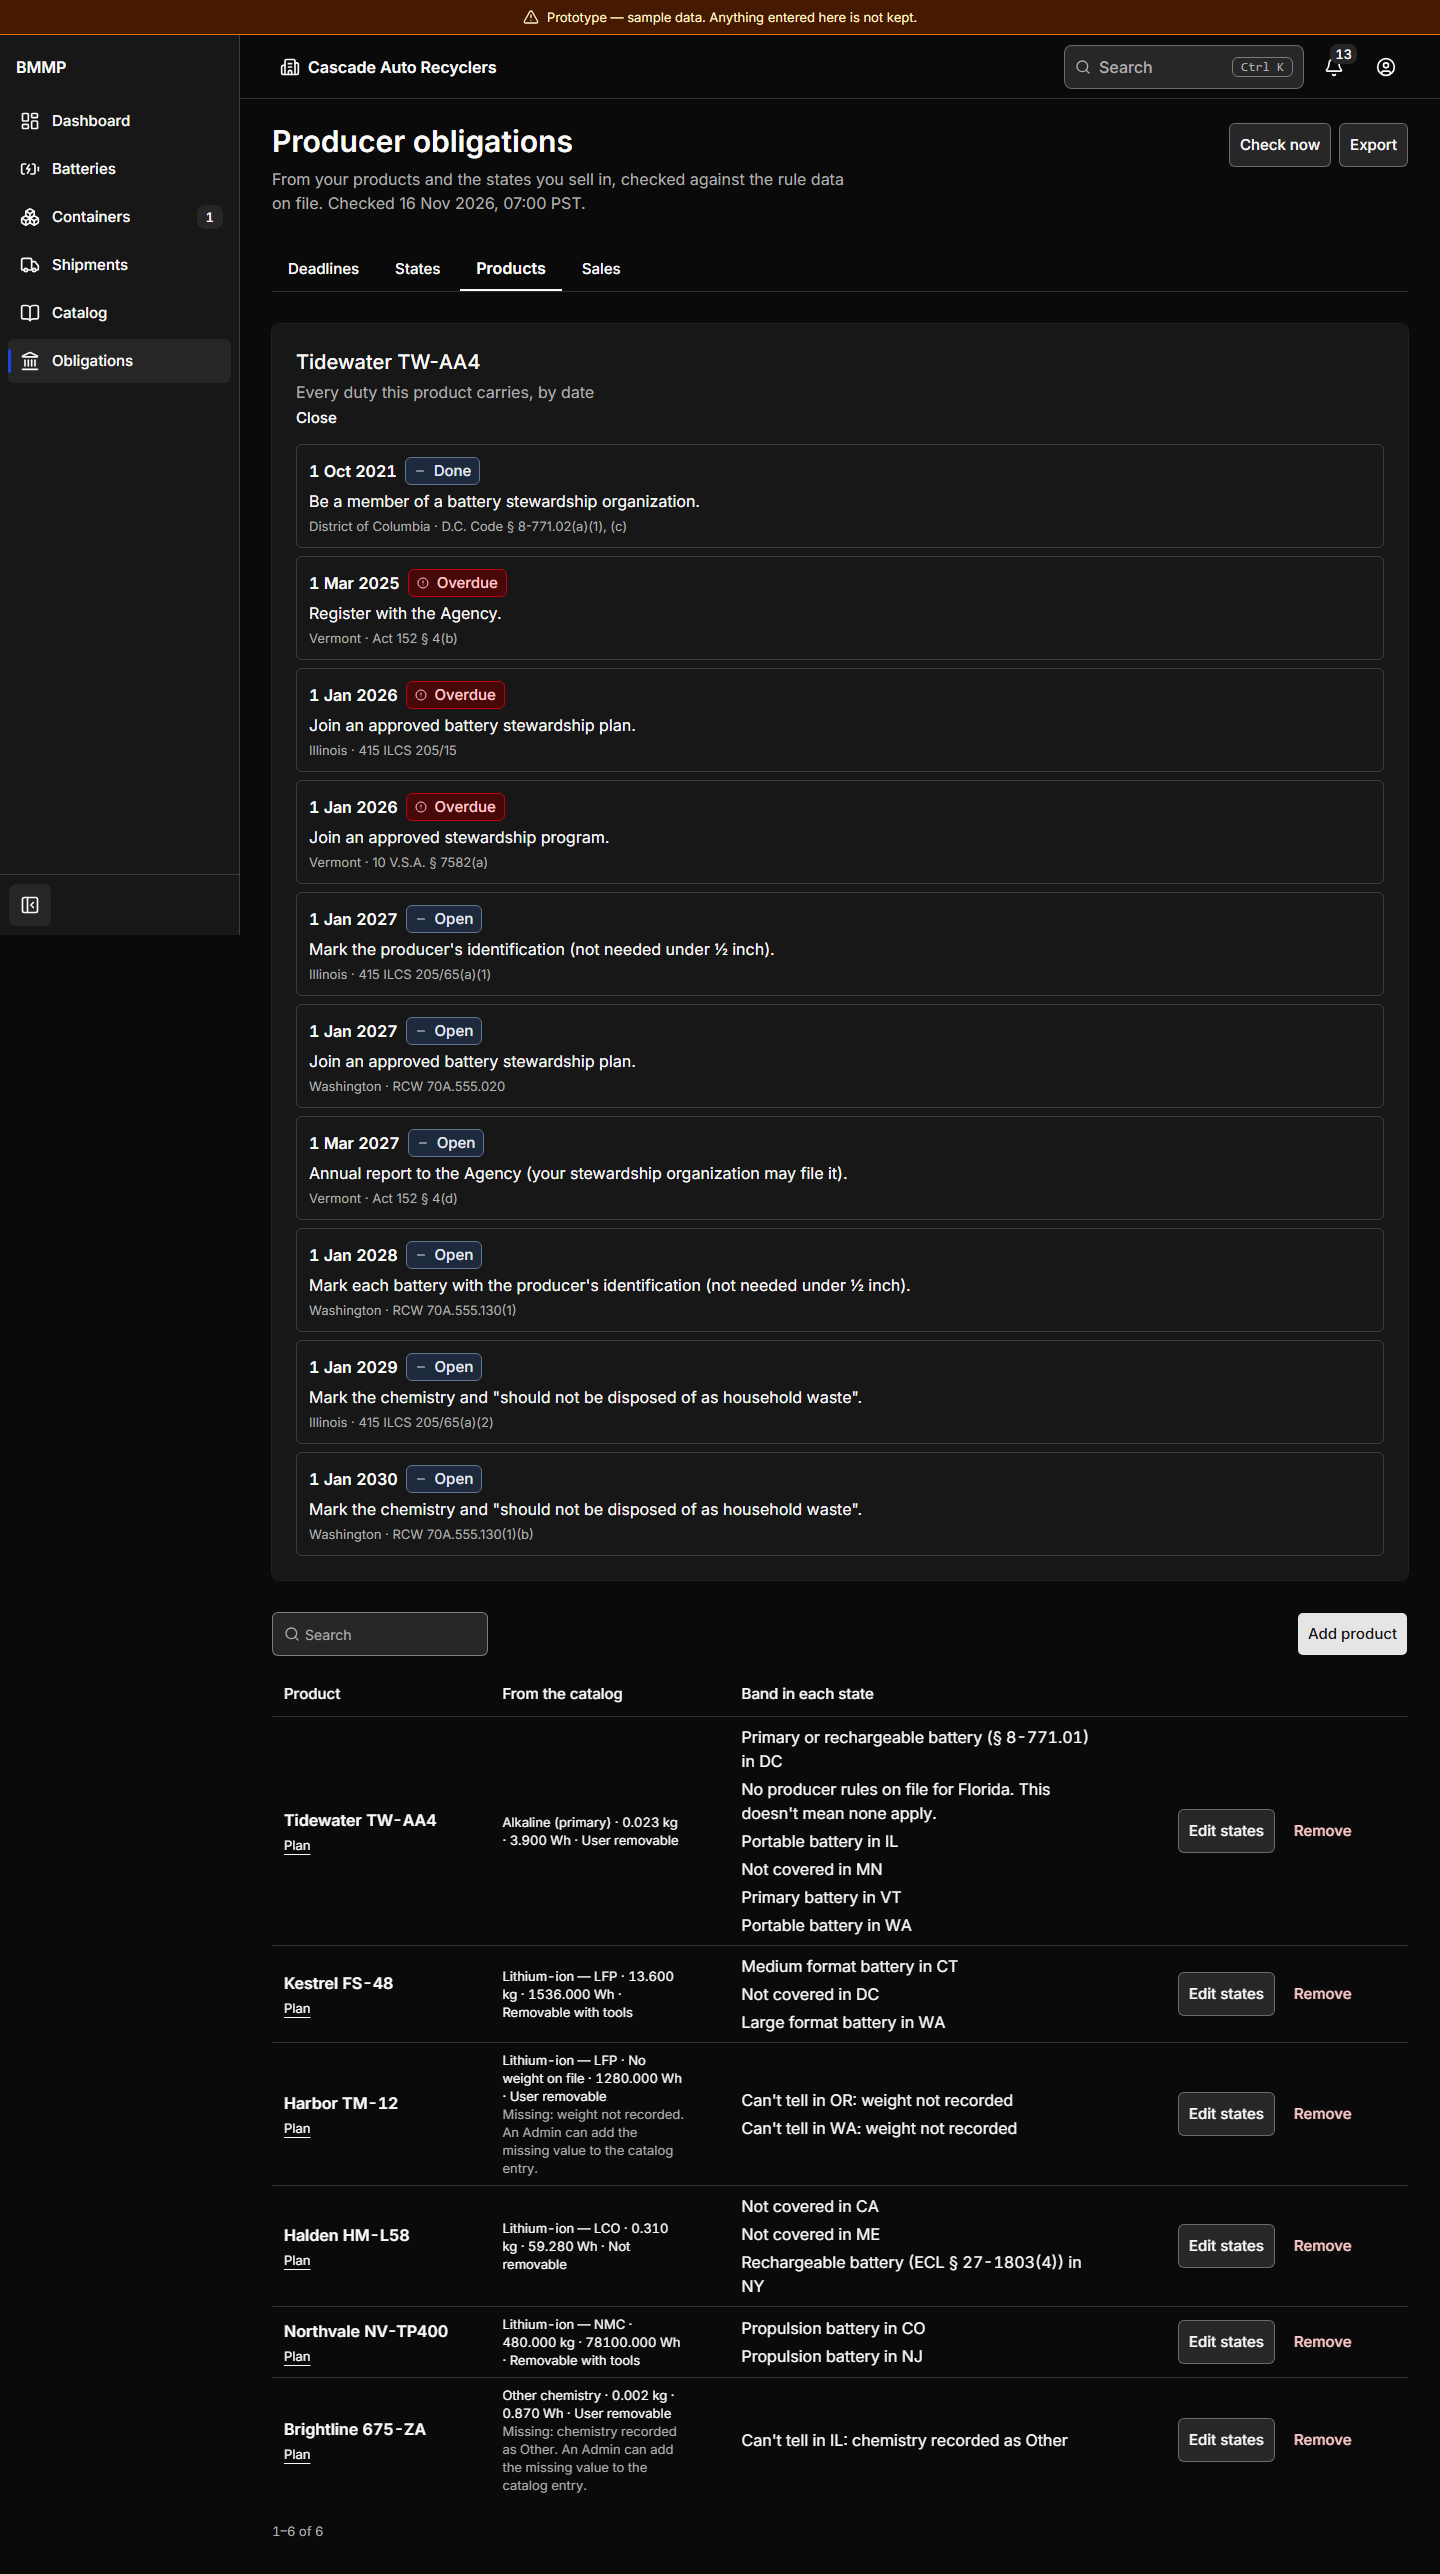 Prototype — sample data. Anything entered here is not kept.
BMMP
Cascade Auto Recyclers
Search
Ctrl K
13
Dashboard
Batteries
Containers
1
Shipments
Catalog
Obligations
Producer obligations
Check now
Export
From your products and the states you sell in, checked against the rule data
on file. Checked 16 Nov 2026, 07:00 PST.
Deadlines
States
Products
Sales
Tidewater TW-AA4
Every duty this product carries, by date
Close
1 Oct 2021 – Done
Be a member of a battery stewardship organization.
District of Columbia · D.C. Code § 8-771.02(a)(1), (c)
1 Mar 2025 Overdue
Register with the Agency.
Vermont · Act 152 § 4(b)
1 Jan 2026 Overdue
Join an approved battery stewardship plan.
Illinois · 415 ILCS 205/15
1 Jan 2026 Overdue
Join an approved stewardship program.
Vermont · 10 V.S.A. § 7582(a)
1 Jan 2027 – Open
Mark the producer's identification (not needed under ½ inch).
Illinois · 415 ILCS 205/65(a)(1)
1 Jan 2027 – Open
Join an approved battery stewardship plan.
Washington · RCW 70A.555.020
1 Mar 2027 – Open
Annual report to the Agency (your stewardship organization may file it).
Vermont · Act 152 § 4(d)
1 Jan 2028 – Open
Mark each battery with the producer's identification (not needed under ½ inch).
Washington · RCW 70A.555.130(1)
1 Jan 2029 – Open
Mark the chemistry and "should not be disposed of as household waste".
Illinois · 415 ILCS 205/65(a)(2)
1 Jan 2030 – Open
Mark the chemistry and "should not be disposed of as household waste".
Washington · RCW 70A.555.130(1)(b)
Search
Add product
Product
From the catalog
Band in each state
Tidewater TW-AA4
Plan
Alkaline (primary) · 0.023 kg
· 3.900 Wh · User removable
Primary or rechargeable battery (§ 8-771.01)
in DC
No producer rules on file for Florida. This
doesn't mean none apply.
Portable battery in IL
Not covered in MN
Primary battery in VT
Portable battery in WA
Edit states
Remove
Kestrel FS-48
Plan
Lithium-ion — LFP · 13.600
kg · 1536.000 Wh ·
Removable with tools
Medium format battery in CT
Not covered in DC
Large format battery in WA
Edit states
Remove
Harbor TM-12
Plan
Lithium-ion — LFP · No
weight on file · 1280.000 Wh
· User removable
Missing: weight not recorded.
An Admin can add the
missing value to the catalog
entry.
Can't tell in OR: weight not recorded
Can't tell in WA: weight not recorded
Edit states
Remove
Halden HM-L58
Plan
Lithium-ion — LCO · 0.310
kg · 59.280 Wh · Not
removable
Not covered in CA
Not covered in ME
Rechargeable battery (ECL § 27-1803(4)) in
NY
Edit states
Remove
Northvale NV-TP400
Plan
Lithium-ion — NMC ·
480.000 kg · 78100.000 Wh
· Removable with tools
Propulsion battery in CO
Propulsion battery in NJ
Edit states
Remove
Brightline 675-ZA
Plan
Other chemistry · 0.002 kg ·
0.870 Wh · User removable
Missing: chemistry recorded
as Other. An Admin can add
the missing value to the
catalog entry.
Can't tell in IL: chemistry recorded as Other
Edit states
Remove
1–6 of 6